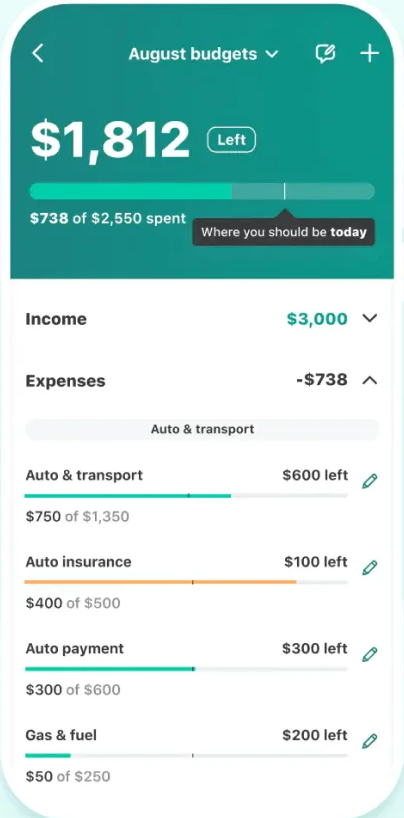 August budgets
$1,812 Left
$738 of $2,550 spent
Where you should be today
Income $3,000
Expenses -$738
Auto & transport
Auto & transport $600 left
$750 of $1,350
Auto insurance $100 left
$400 of $500
Auto payment $300 left
$300 of $600
Gas & fuel $200 left
$50 of $250